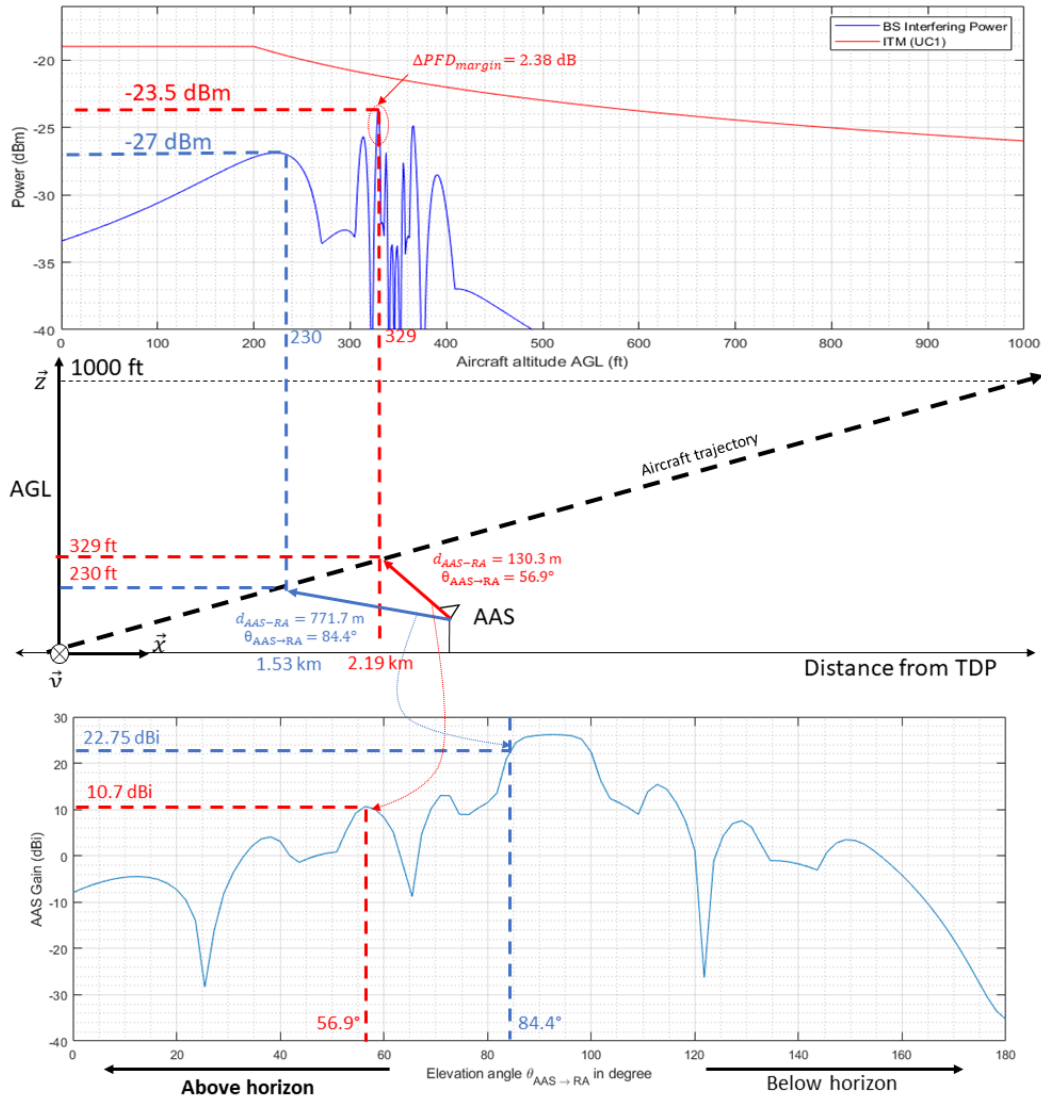 BS Interfering Power
ITM (UC1)
ΔPFD_margin = 2.38 dB
-23.5 dBm
-27 dBm
Power (dBm)
-20
-25
-30
-35
-40
0
100
200
300
400
500
600
700
800
900
1000
230
329
Aircraft altitude AGL (ft)
z⃗
1000 ft
Aircraft trajectory
AGL
329 ft
230 ft
d_AAS−RA = 130.3 m
θ_AAS→RA = 56.9°
AAS
d_AAS−RA = 771.7 m
θ_AAS→RA = 84.4°
1.53 km
2.19 km
x⃗
v⃗
Distance from TDP
30
20
10
0
-10
-20
-30
-40
AAS Gain (dBi)
22.75 dBi
10.7 dBi
56.9°
84.4°
0
20
40
60
80
100
120
140
160
180
Elevation angle θ_AAS→RA in degree
Above horizon
Below horizon